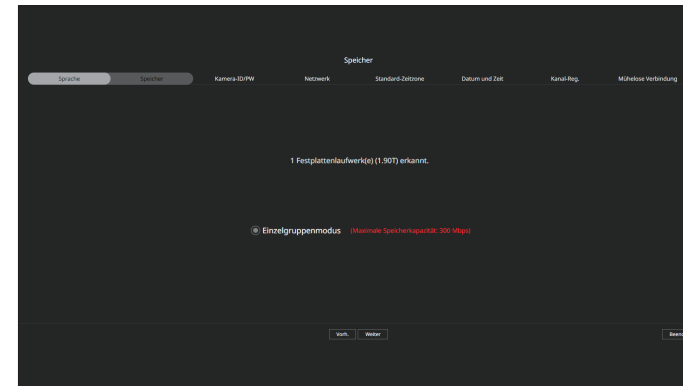 Speicher
Sprache Speicher Kamera-ID/PW Netzwerk Standard-Zeitzone Datum und Zeit Kanal-Reg. Mühelose Verbindung
1 Festplattenlaufwerk(e) (1.90T) erkannt.
Einzelgruppenmodus (Maximale Speicherkapazität: 300 Mbps)
Vorh. Weiter